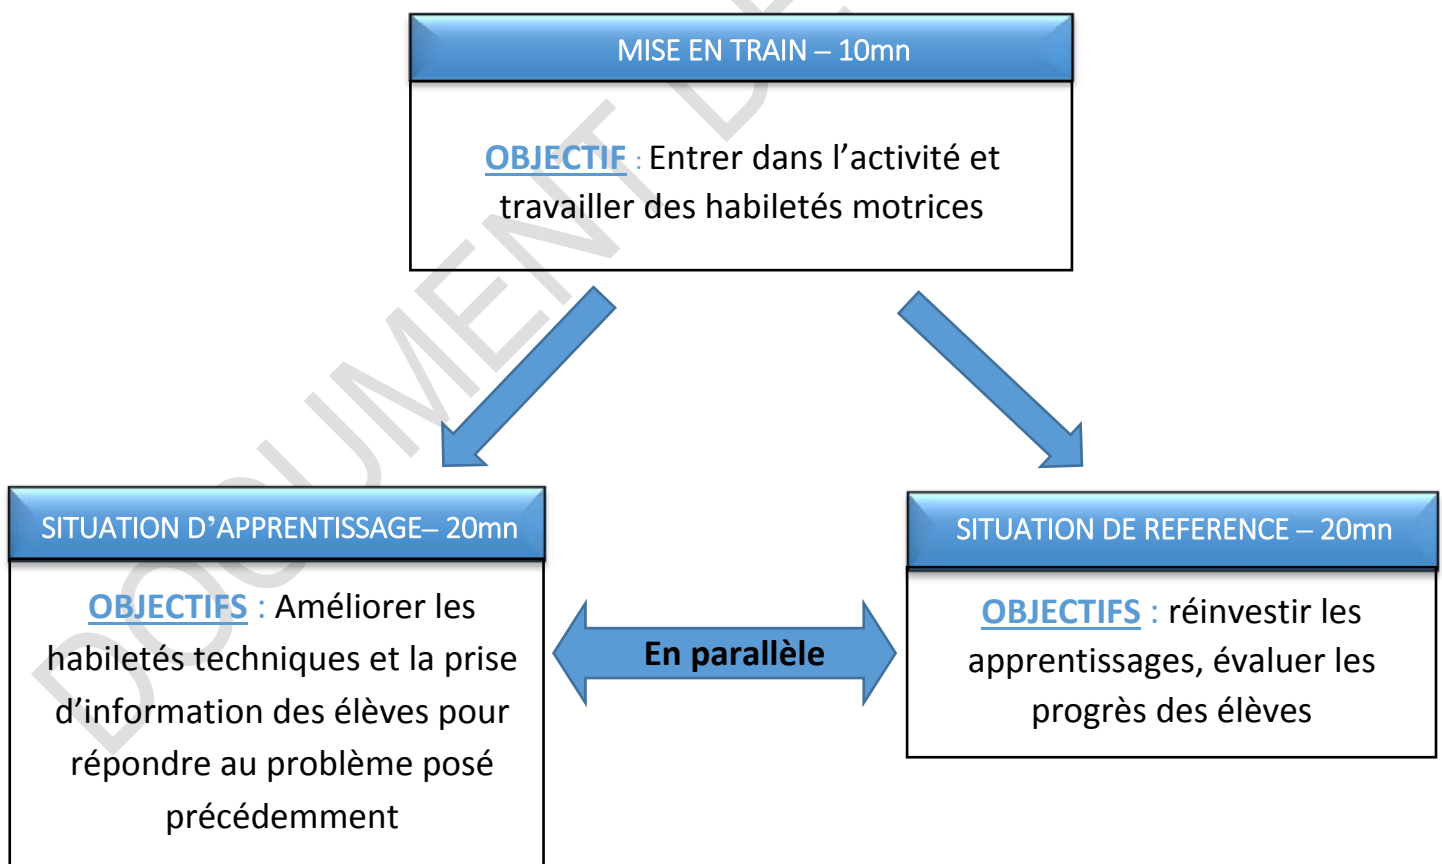 MISE EN TRAIN – 10mn
OBJECTIF : Entrer dans l’activité et
travailler des habiletés motrices
SITUATION D’APPRENTISSAGE– 20mn
OBJECTIFS : Améliorer les
habiletés techniques et la prise
d’information des élèves pour
répondre au problème posé
précédemment
En parallèle
SITUATION DE REFERENCE – 20mn
OBJECTIFS : réinvestir les
apprentissages, évaluer les
progrès des élèves
DOCUMENT